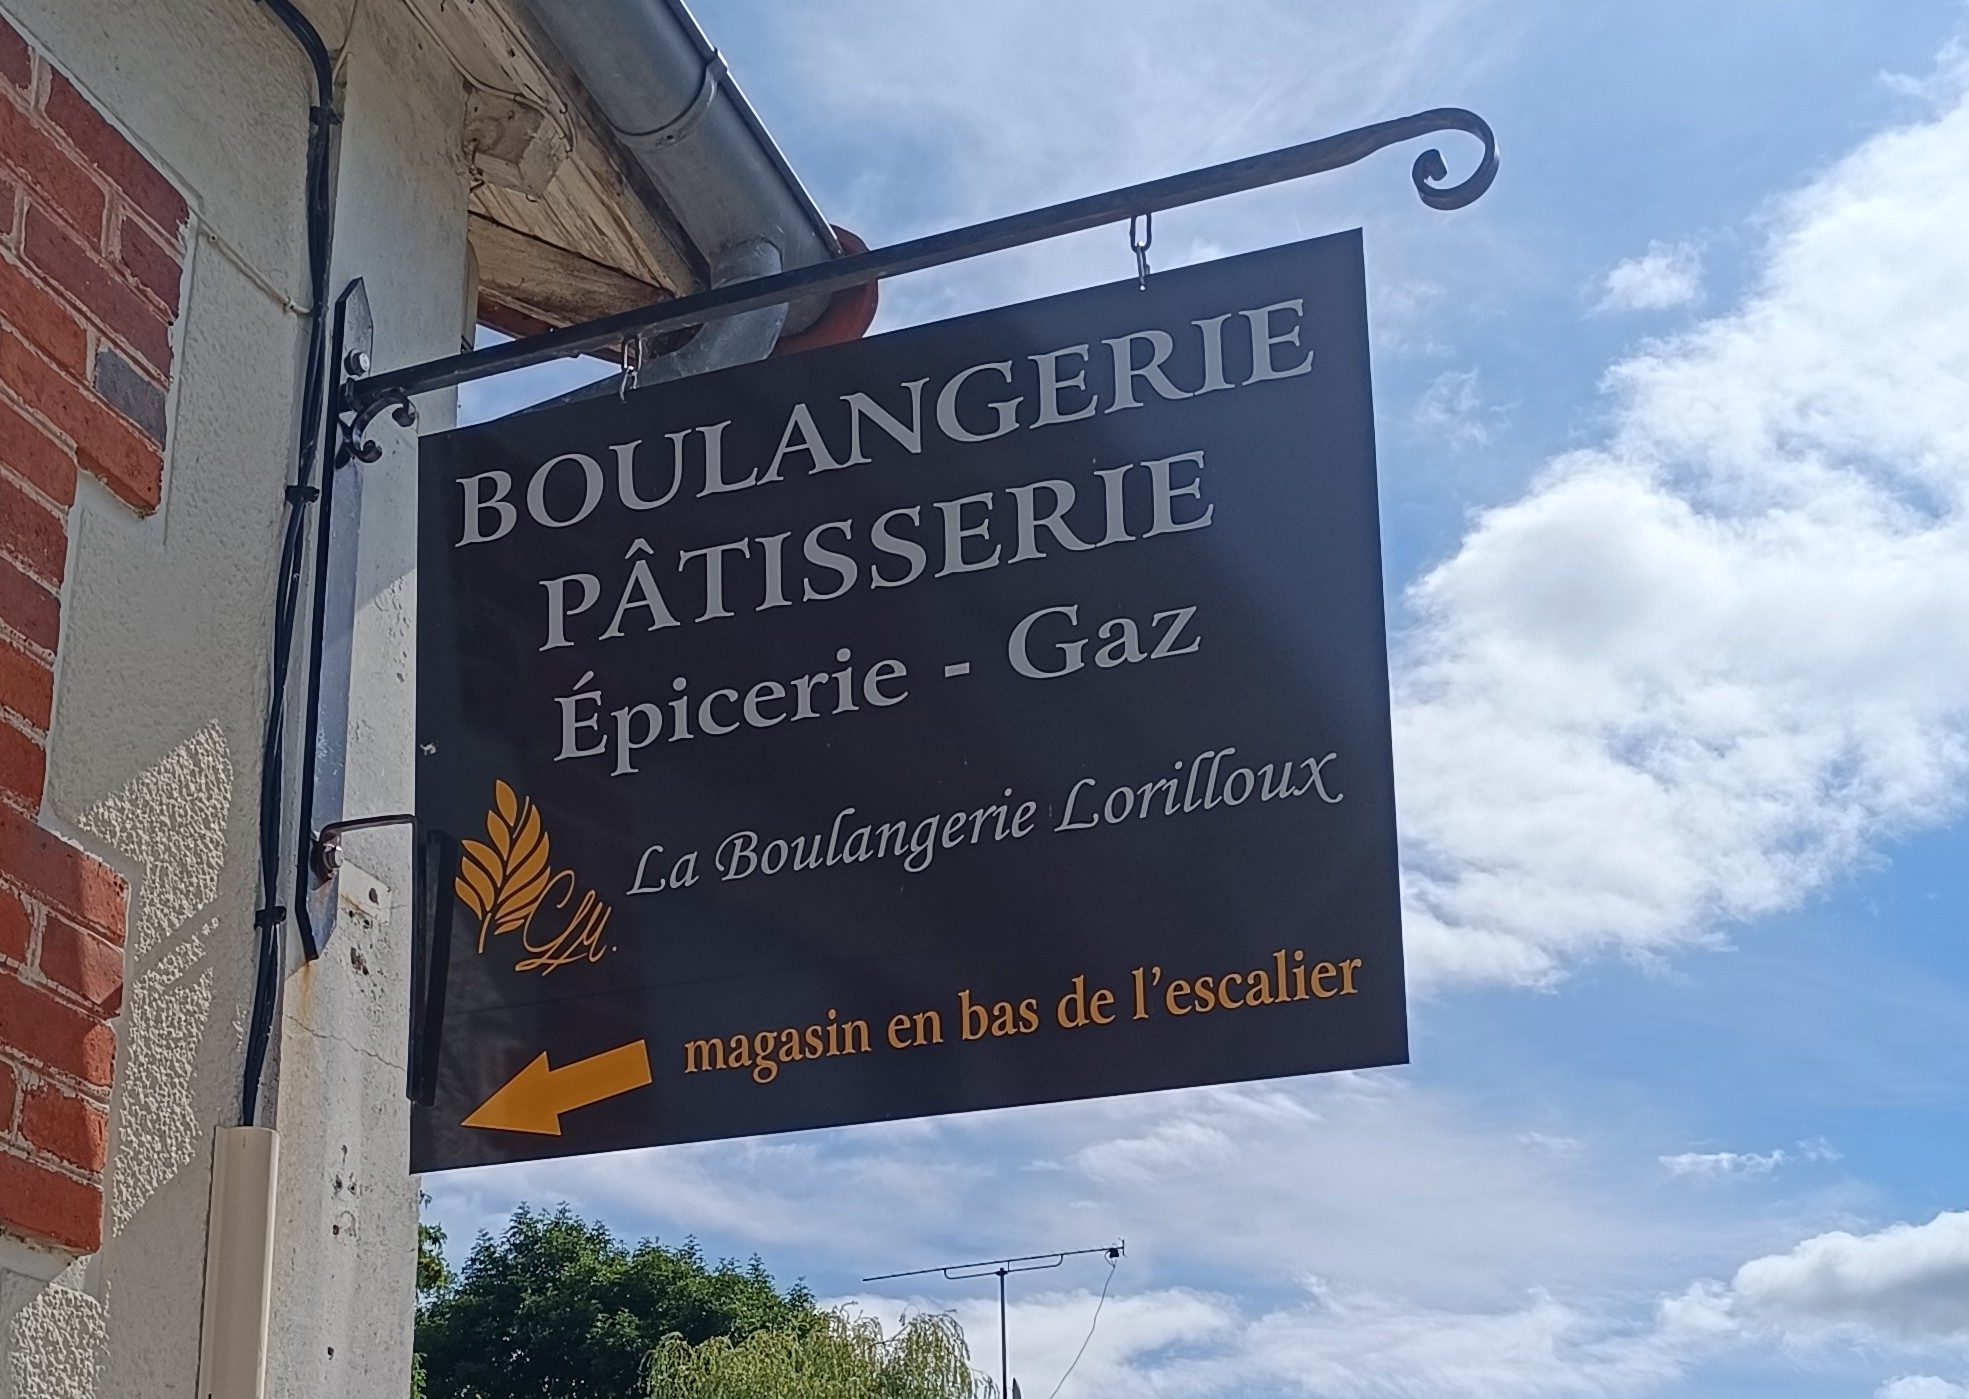 BOULANGERIE
PÂTISSERIE
Épicerie - Gaz
La Boulangerie Lorilloux
magasin en bas de l'escalier